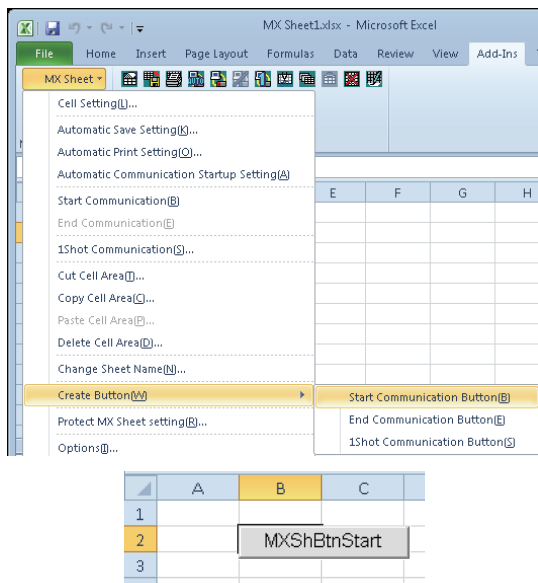 MX Sheet1.xlsx - Microsoft Excel
File Home Insert Page Layout Formulas Data Review View Add-Ins
MX Sheet
Cell Setting(L)...
Automatic Save Setting(K)...
Automatic Print Setting(O)...
Automatic Communication Startup Setting(A)
E F G H
Start Communication(B)
End Communication(E)
1Shot Communication(S)...
Cut Cell Area(T)...
Copy Cell Area(C)...
Paste Cell Area(P)...
Delete Cell Area(D)...
Change Sheet Name(N)...
Create Button(W) Start Communication Button(B)
End Communication Button(E)
Protect MX Sheet setting(R)...
1Shot Communication Button(S)
Options(I)...
A B C
1
2 MXShBtnStart
3